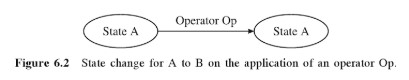 Operator Op
State A State A
Figure 6.2 State change for A to B on the application of an operator Op.